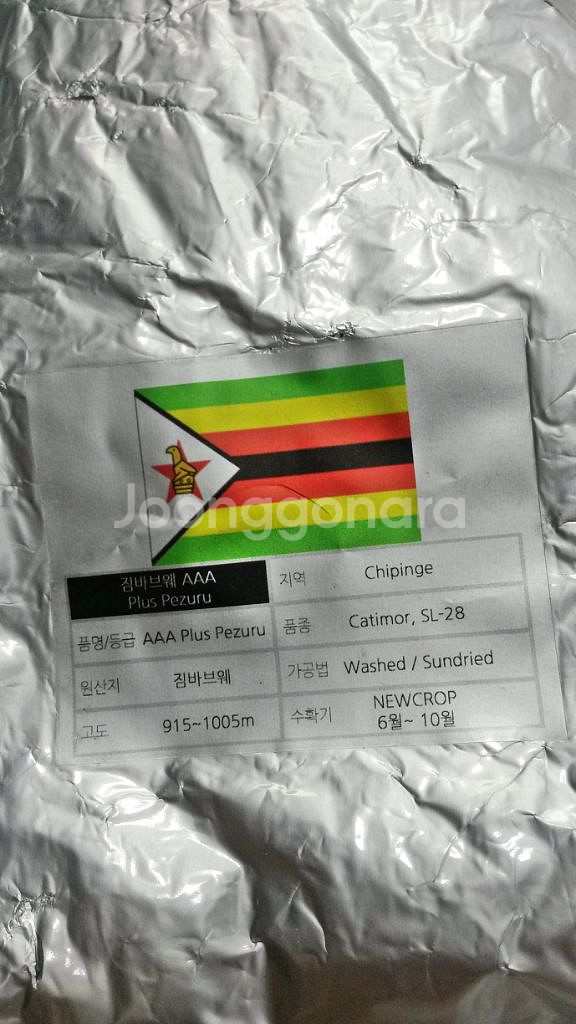 Joonggonara
짐바브웨 AAA
Plus Pezuru
지역 Chipinge
품명/등급 AAA Plus Pezuru
품종 Catimor, SL-28
원산지 짐바브웨
가공법 Washed / Sundried
고도 915~1005m
수확기 NEWCROP
6월~ 10월